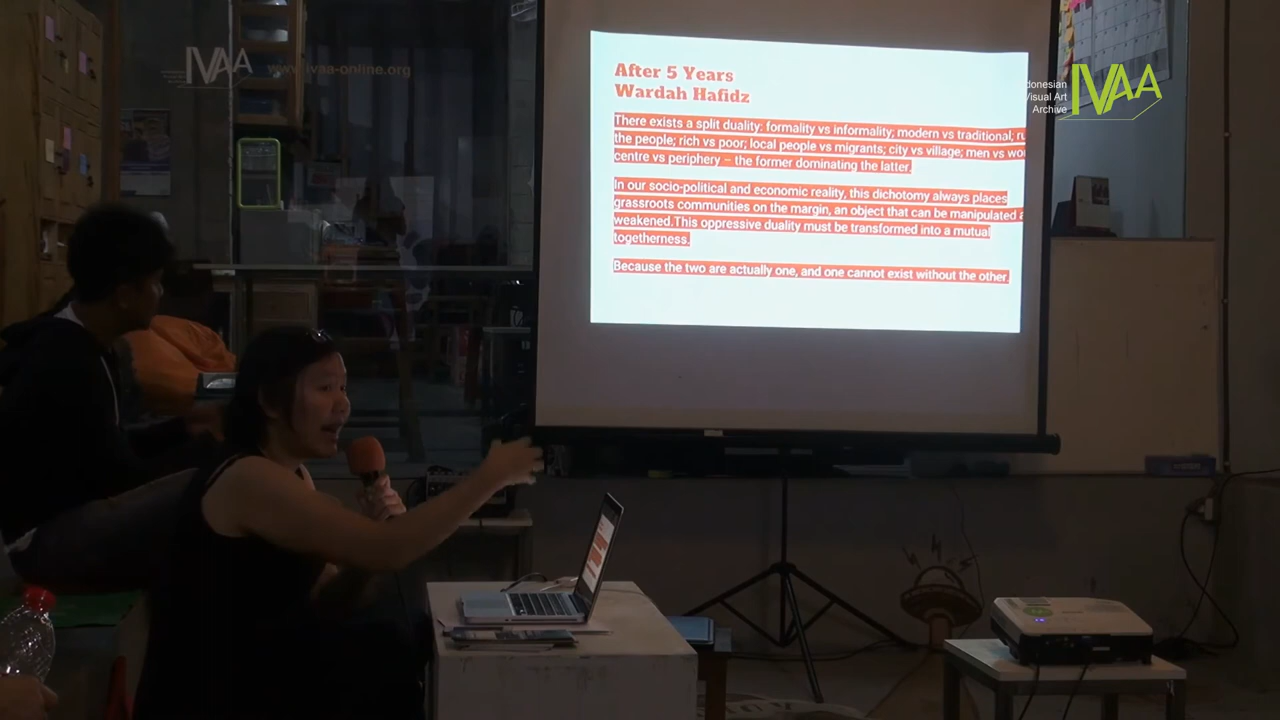 IVAA
www.ivaa-online.org
Visual Art
Archive
IVAA
After 5 Years
Wardah Hafidz
There exists a split duality: formality vs informality; modern vs traditional;
the people; rich vs poor; local people vs migrants; city vs village; men vs
centre vs periphery – the former dominating the latter.
In our socio-political and economic reality, this dichotomy always places
grassroots communities on the margin, an object that can be manipulated
weakened.This oppressive duality must be transformed into a mutual
togetherness.
Because the two are actually one, and one cannot exist without the other.